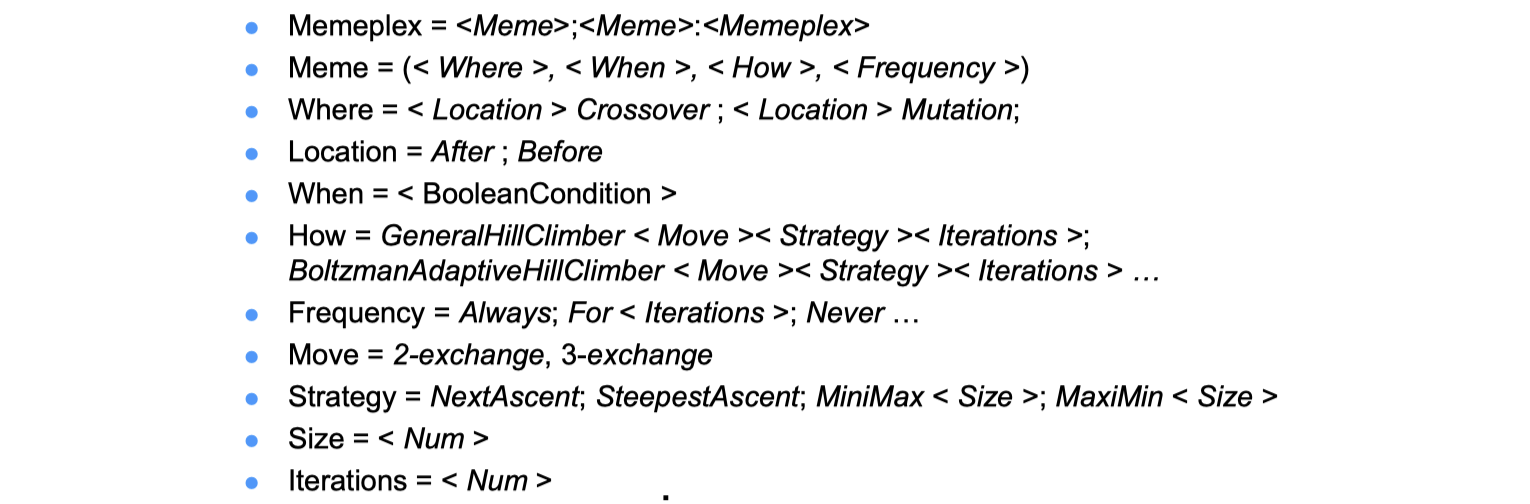 • Memeplex = <Meme>;<Meme>:<Memeplex>
• Meme = (< Where >, < When >, < How >, < Frequency >)
• Where = < Location > Crossover ; < Location > Mutation;
• Location = After ; Before
• When = < BooleanCondition >
• How = GeneralHillClimber < Move >< Strategy >< Iterations >;
BoltzmanAdaptiveHillClimber < Move >< Strategy >< Iterations > …
• Frequency = Always; For < Iterations >; Never …
• Move = 2-exchange, 3-exchange
• Strategy = NextAscent; SteepestAscent; MiniMax < Size >; MaxiMin < Size >
• Size = < Num >
• Iterations = < Num >